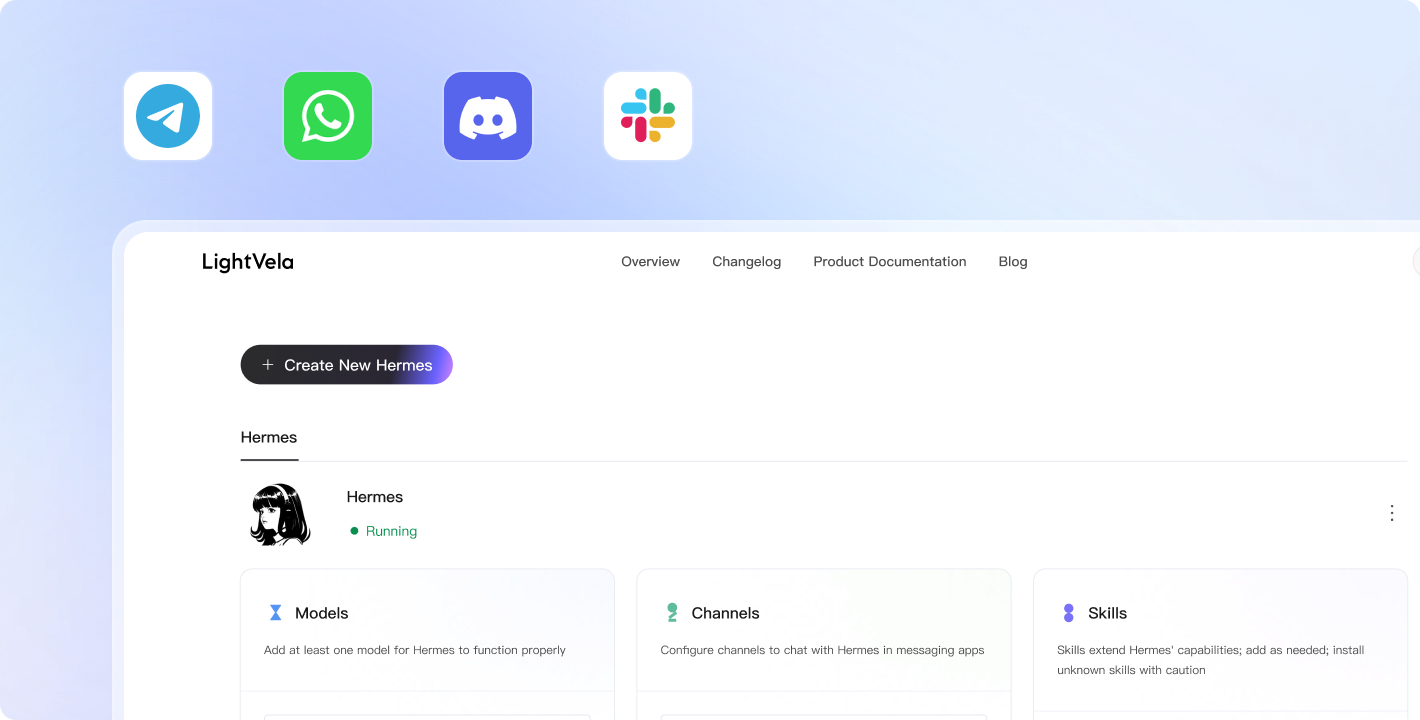 LightVela
Overview
Changelog
Product Documentation
Blog
+ Create New Hermes
Hermes
Hermes
Running
Models
Add at least one model for Hermes to function properly
Channels
Configure channels to chat with Hermes in messaging apps
Skills
Skills extend Hermes' capabilities; add as needed; install
unknown skills with caution